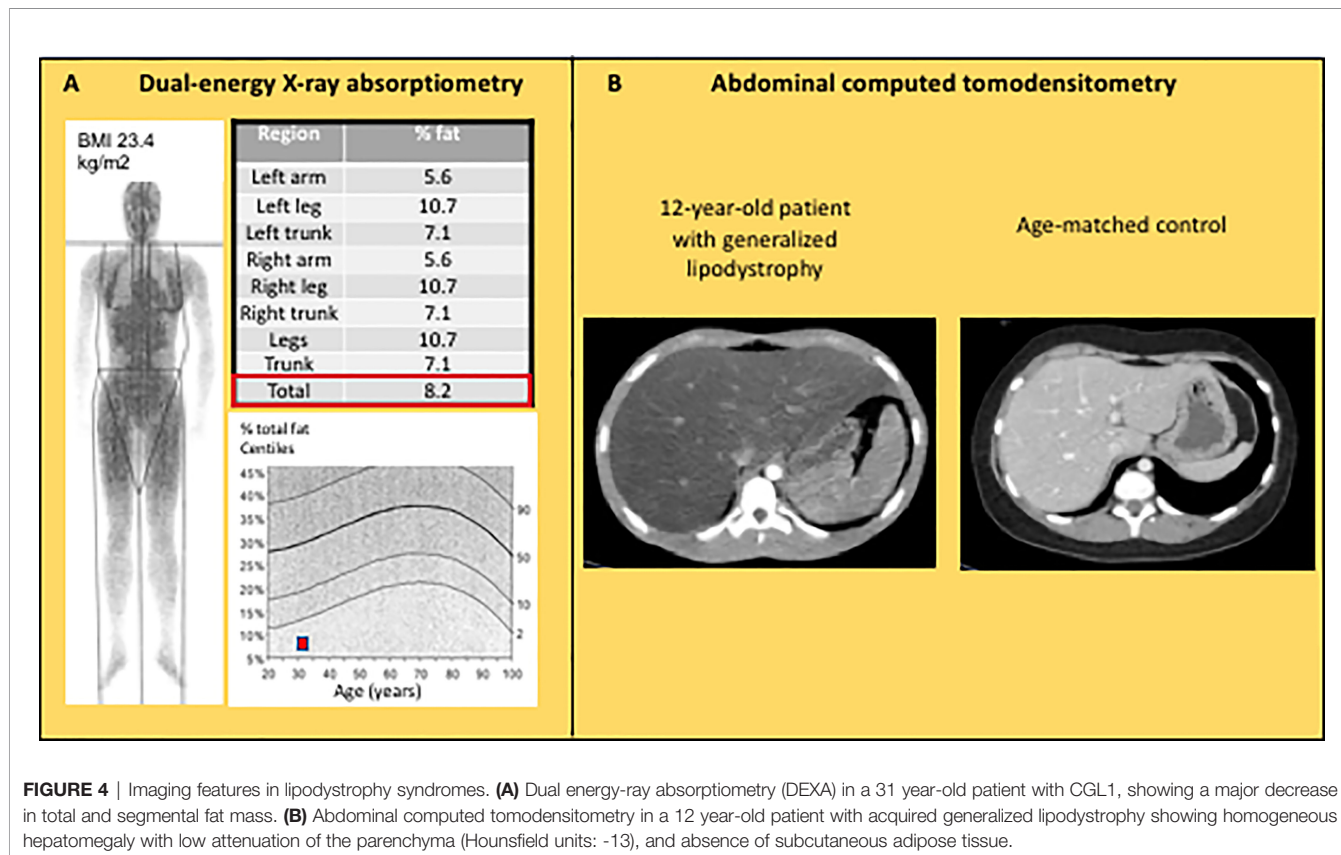 A Dual-energy X-ray absorptiometry
BMI 23.4
kg/m2
Region % fat
Left arm 5.6
Left leg 10.7
Left trunk 7.1
Right arm 5.6
Right leg 10.7
Right trunk 7.1
Legs 10.7
Trunk 7.1
Total 8.2
% total fat
Centiles
45%
40%
35%
30%
25%
20%
15%
10%
5%
90
50
10
2
20 30 40 50 60 70 80 90 100
Age (years)
B Abdominal computed tomodensitometry
12-year-old patient
with generalized
lipodystrophy
Age-matched control
FIGURE 4 | Imaging features in lipodystrophy syndromes. (A) Dual energy-ray absorptiometry (DEXA) in a 31 year-old patient with CGL1, showing a major decrease
in total and segmental fat mass. (B) Abdominal computed tomodensitometry in a 12 year-old patient with acquired generalized lipodystrophy showing homogeneous
hepatomegaly with low attenuation of the parenchyma (Hounsfield units: -13), and absence of subcutaneous adipose tissue.